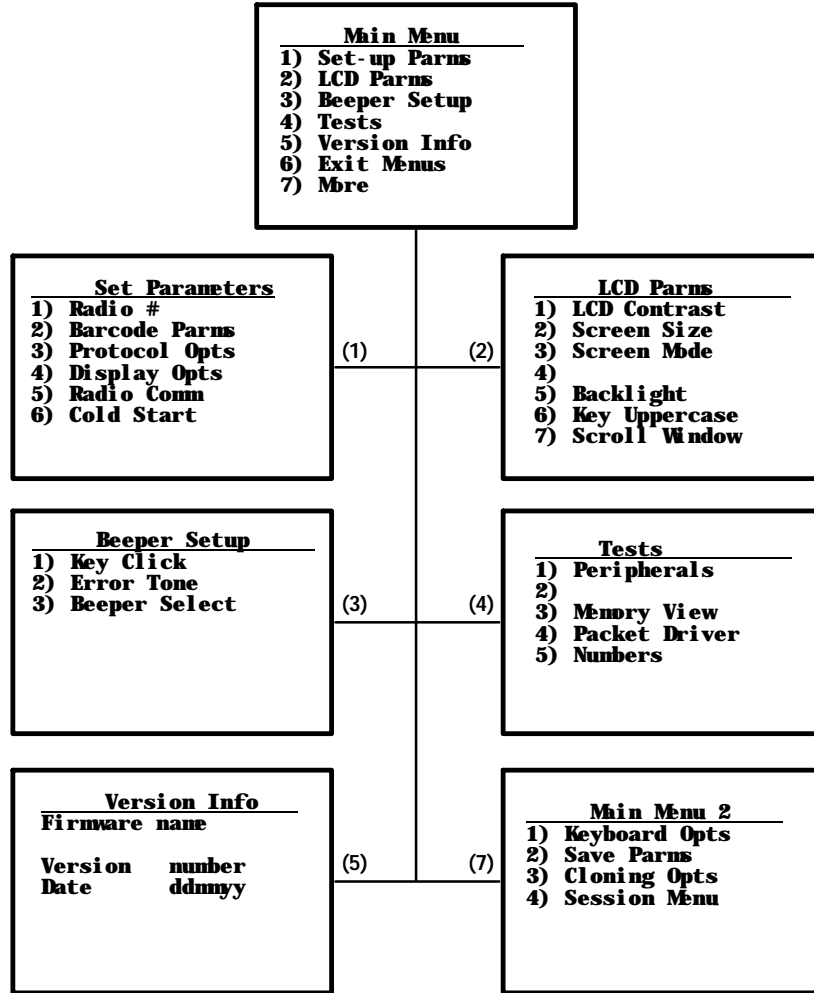 Main Menu
1) Set-up Parms
2) LCD Parms
3) Beeper Setup
4) Tests
5) Version Info
6) Exit Menus
7) More
Set Parameters
1) Radio #
2) Barcode Parms
3) Protocol Opts
4) Display Opts
5) Radio Comm
6) Cold Start
(1)
(2)
LCD Parms
1) LCD Contrast
2) Screen Size
3) Screen Mode
4)
5) Backlight
6) Key Uppercase
7) Scroll Window
Beeper Setup
1) Key Click
2) Error Tone
3) Beeper Select
(3)
(4)
Tests
1) Peripherals
2)
3) Memory View
4) Packet Driver
5) Numbers
Version Info
Firmware name
Version number
Date ddmmyy
(5)
(7)
Main Menu 2
1) Keyboard Opts
2) Save Parms
3) Cloning Opts
4) Session Menu